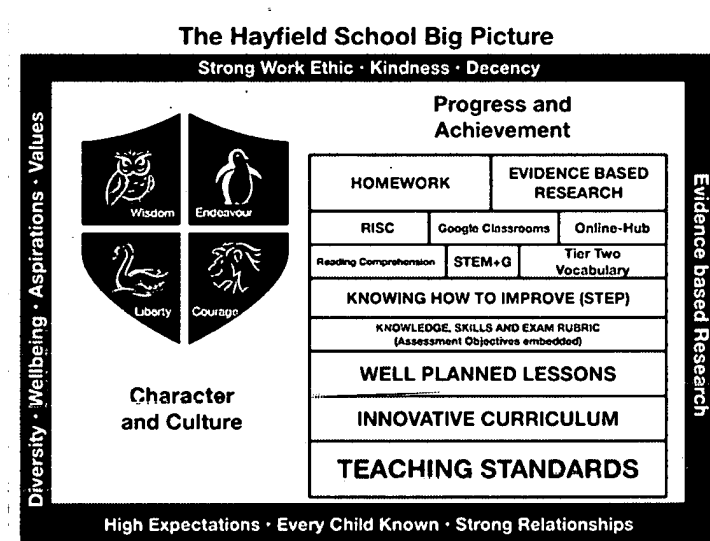 The Hayfield School Big Picture
Strong Work Ethic · Kindness · Decency
Diversity · Wellbeing · Aspirations · Values
Wisdom
Endeavour
Liberty
Courage
Character
and Culture
Progress and
Achievement
HOMEWORK
EVIDENCE BASED
RESEARCH
RISC
Google Classrooms
Online-Hub
Reading Comprehension
STEM+G
Tier Two
Vocabulary
KNOWING HOW TO IMPROVE (STEP)
KNOWLEDGE, SKILLS AND EXAM RUBRIC
(Assessment Objectives embedded)
WELL PLANNED LESSONS
INNOVATIVE CURRICULUM
TEACHING STANDARDS
Evidence based Research
High Expectations · Every Child Known · Strong Relationships